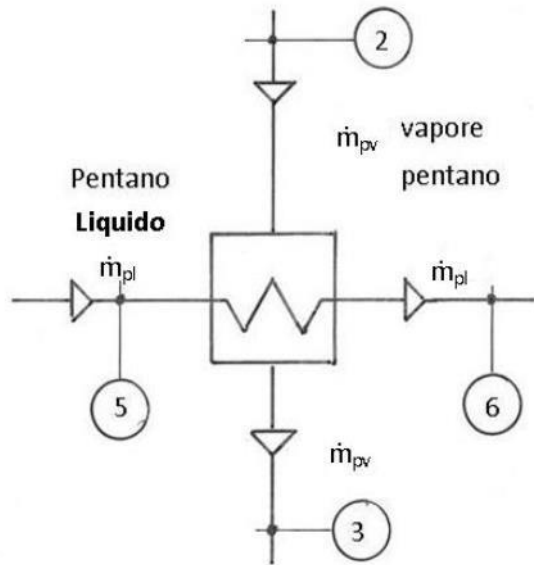 2
ṁpv vapore
pentano
Pentano
Liquido
ṁpl
ṁpl
5
6
ṁpv
3